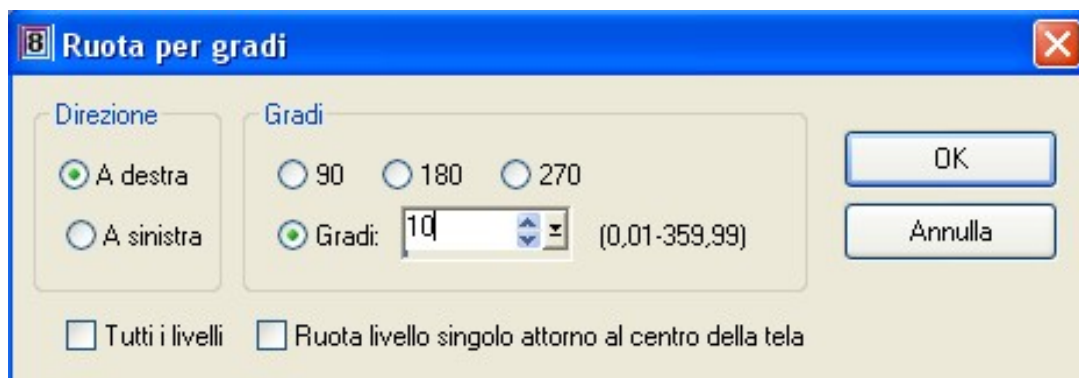 8 Ruota per gradi
Direzione
Gradi
A destra
90 180 270
OK
A sinistra
Gradi: 10 (0,01-359,99)
Annulla
Tutti i livelli
Ruota livello singolo attorno al centro della tela